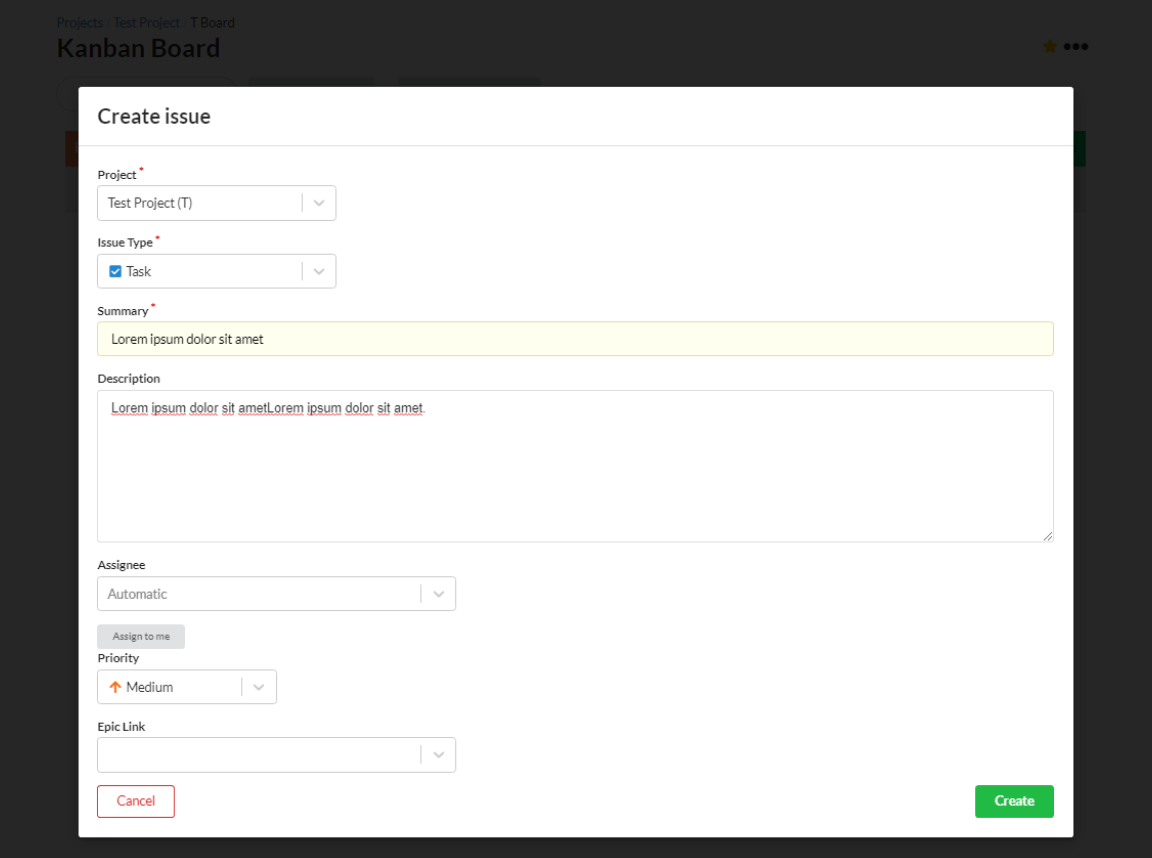 Projects / Test Project / T Board
Kanban Board
Create issue
Project *
Test Project (T)
Issue Type *
Task
Summary *
Lorem ipsum dolor sit amet
Description
Lorem ipsum dolor sit ametLorem ipsum dolor sit amet.
Assignee
Automatic
Assign to me
Priority
Medium
Epic Link
Cancel
Create